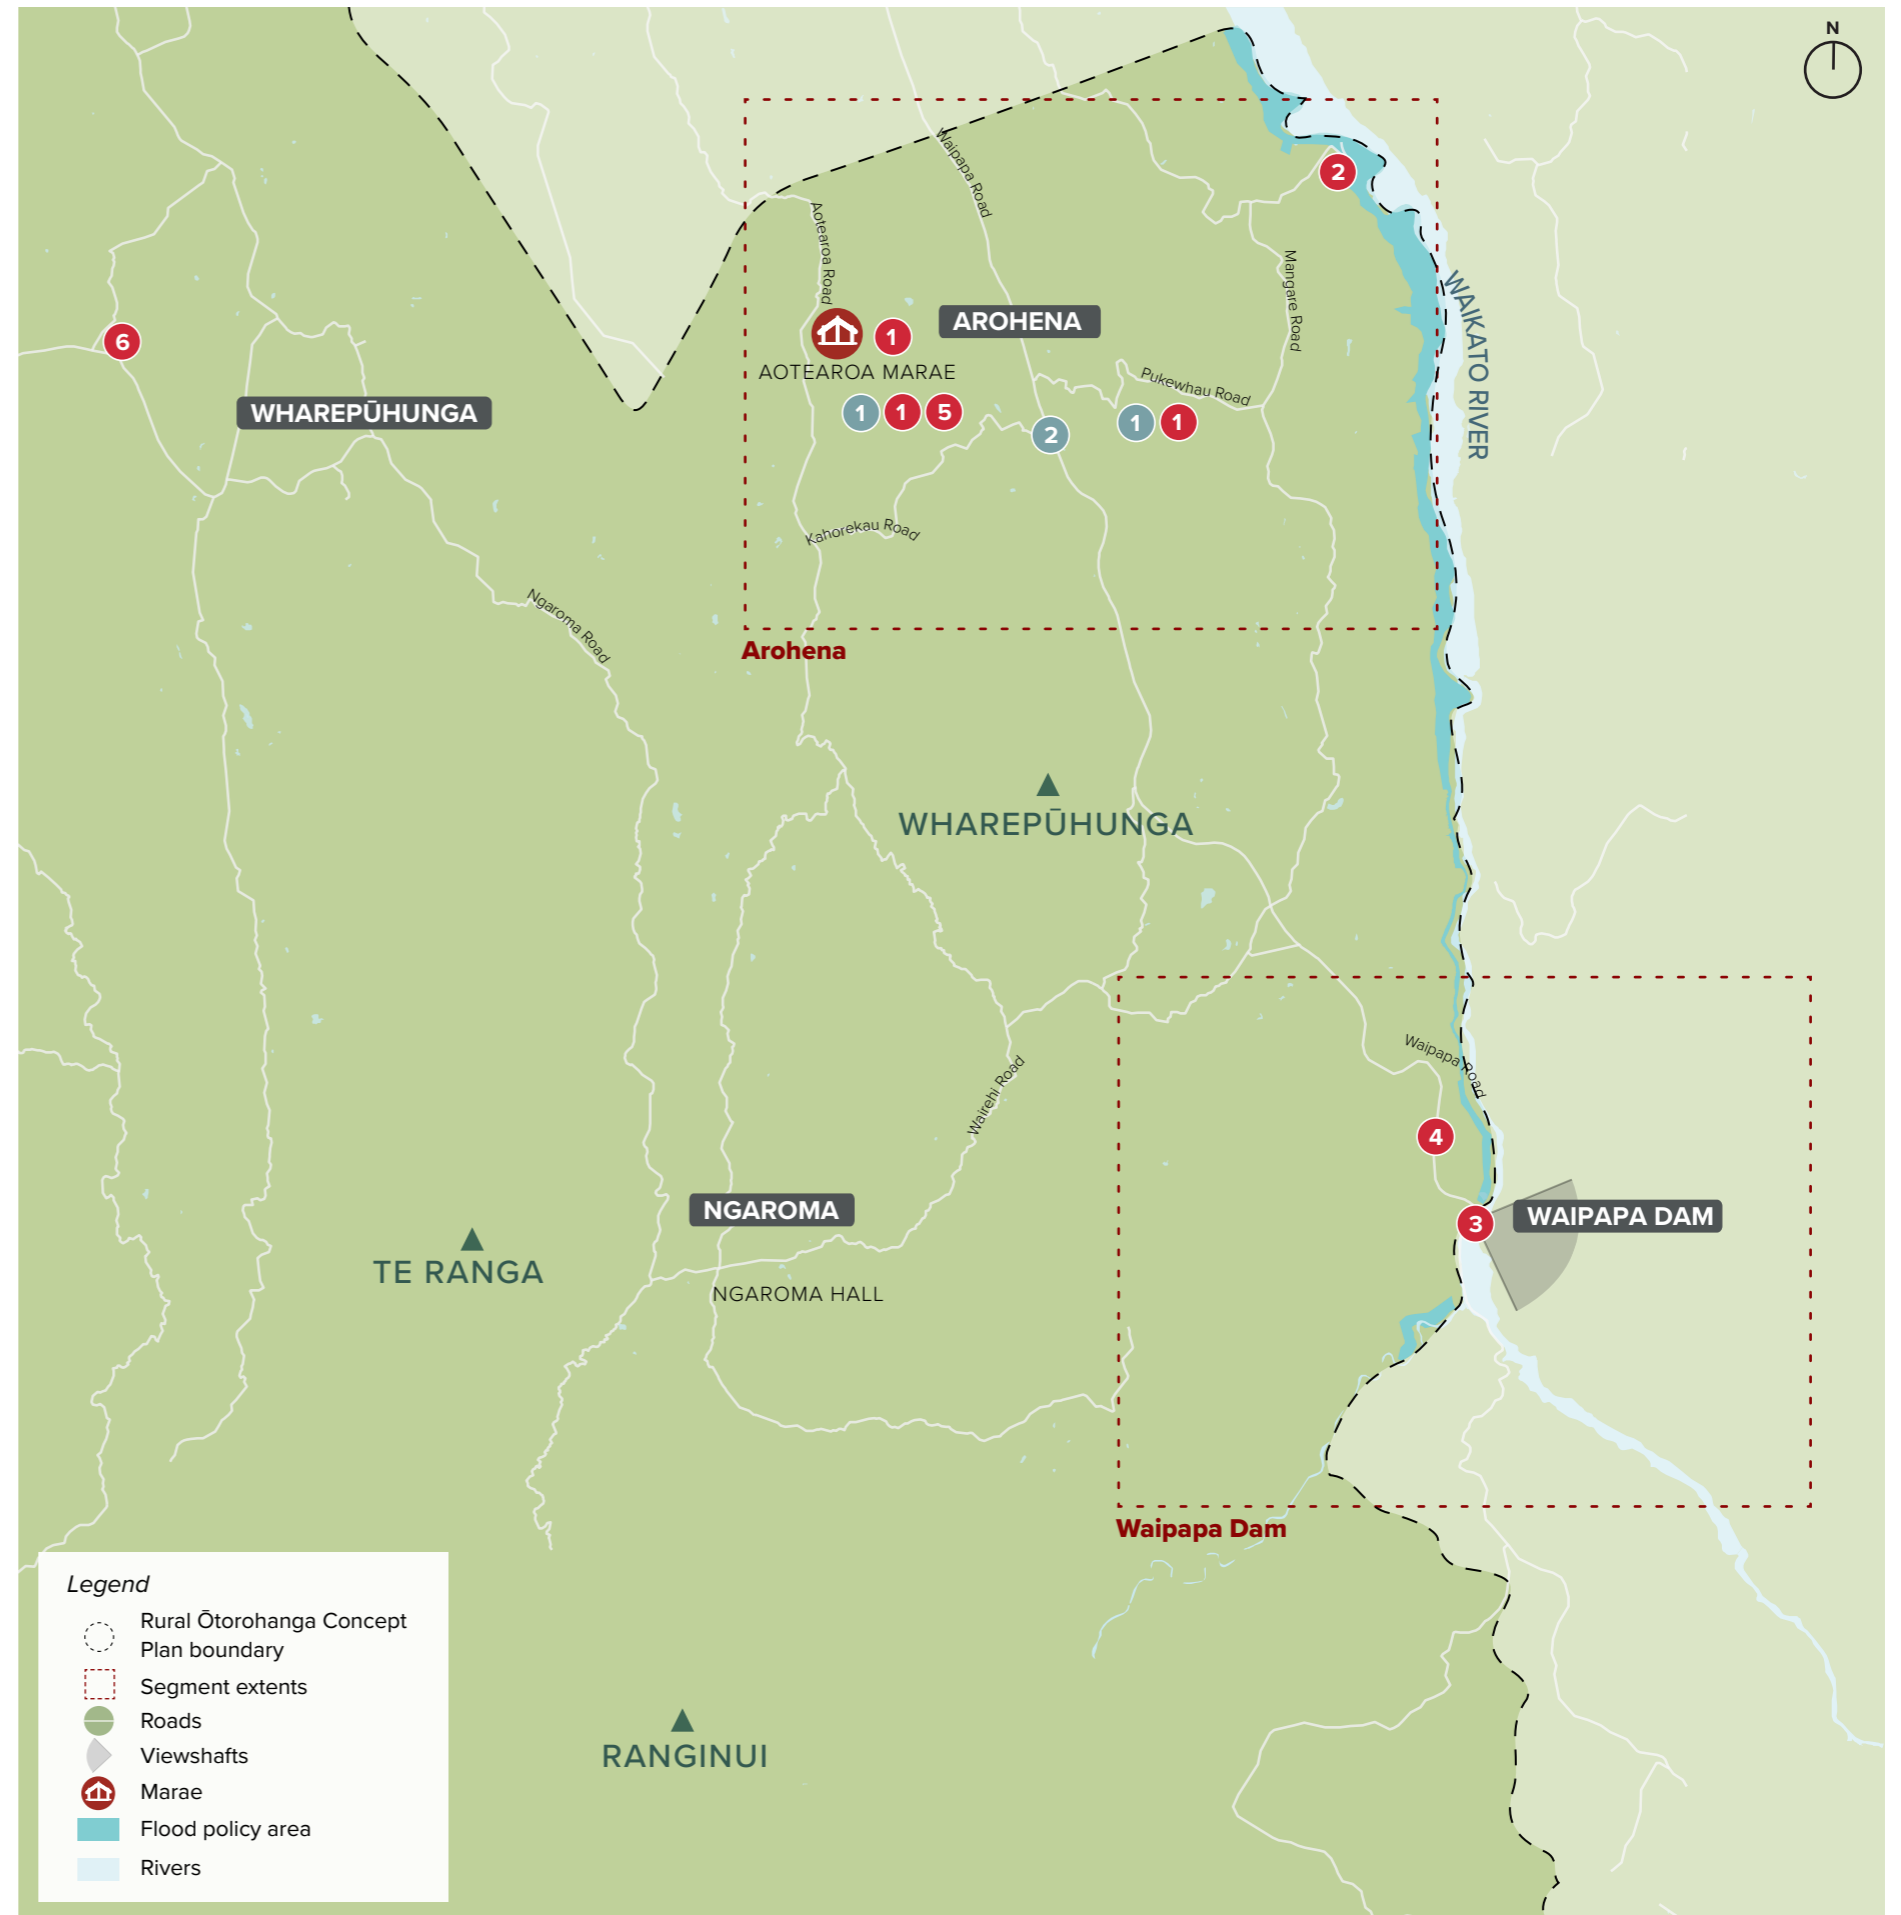 N
Waipapa Road
2
Aotearoa Road
Mangare Road
WAIKATO RIVER
AROHENA
1
6
AOTEAROA MARAE
Pukewhau Road
WHAREPŪHUNGA
1 1 5
2
1 1
Kahorekau Road
Ngaroma Road
Arohena
WHAREPŪHUNGA
Waipapa Road
Wairehi Road
4
NGAROMA
3
WAIPAPA DAM
TE RANGA
NGAROMA HALL
Waipapa Dam
Legend
Rural Ōtorohanga Concept
Plan boundary
Segment extents
Roads
Viewshafts
Marae
Flood policy area
Rivers
RANGINUI